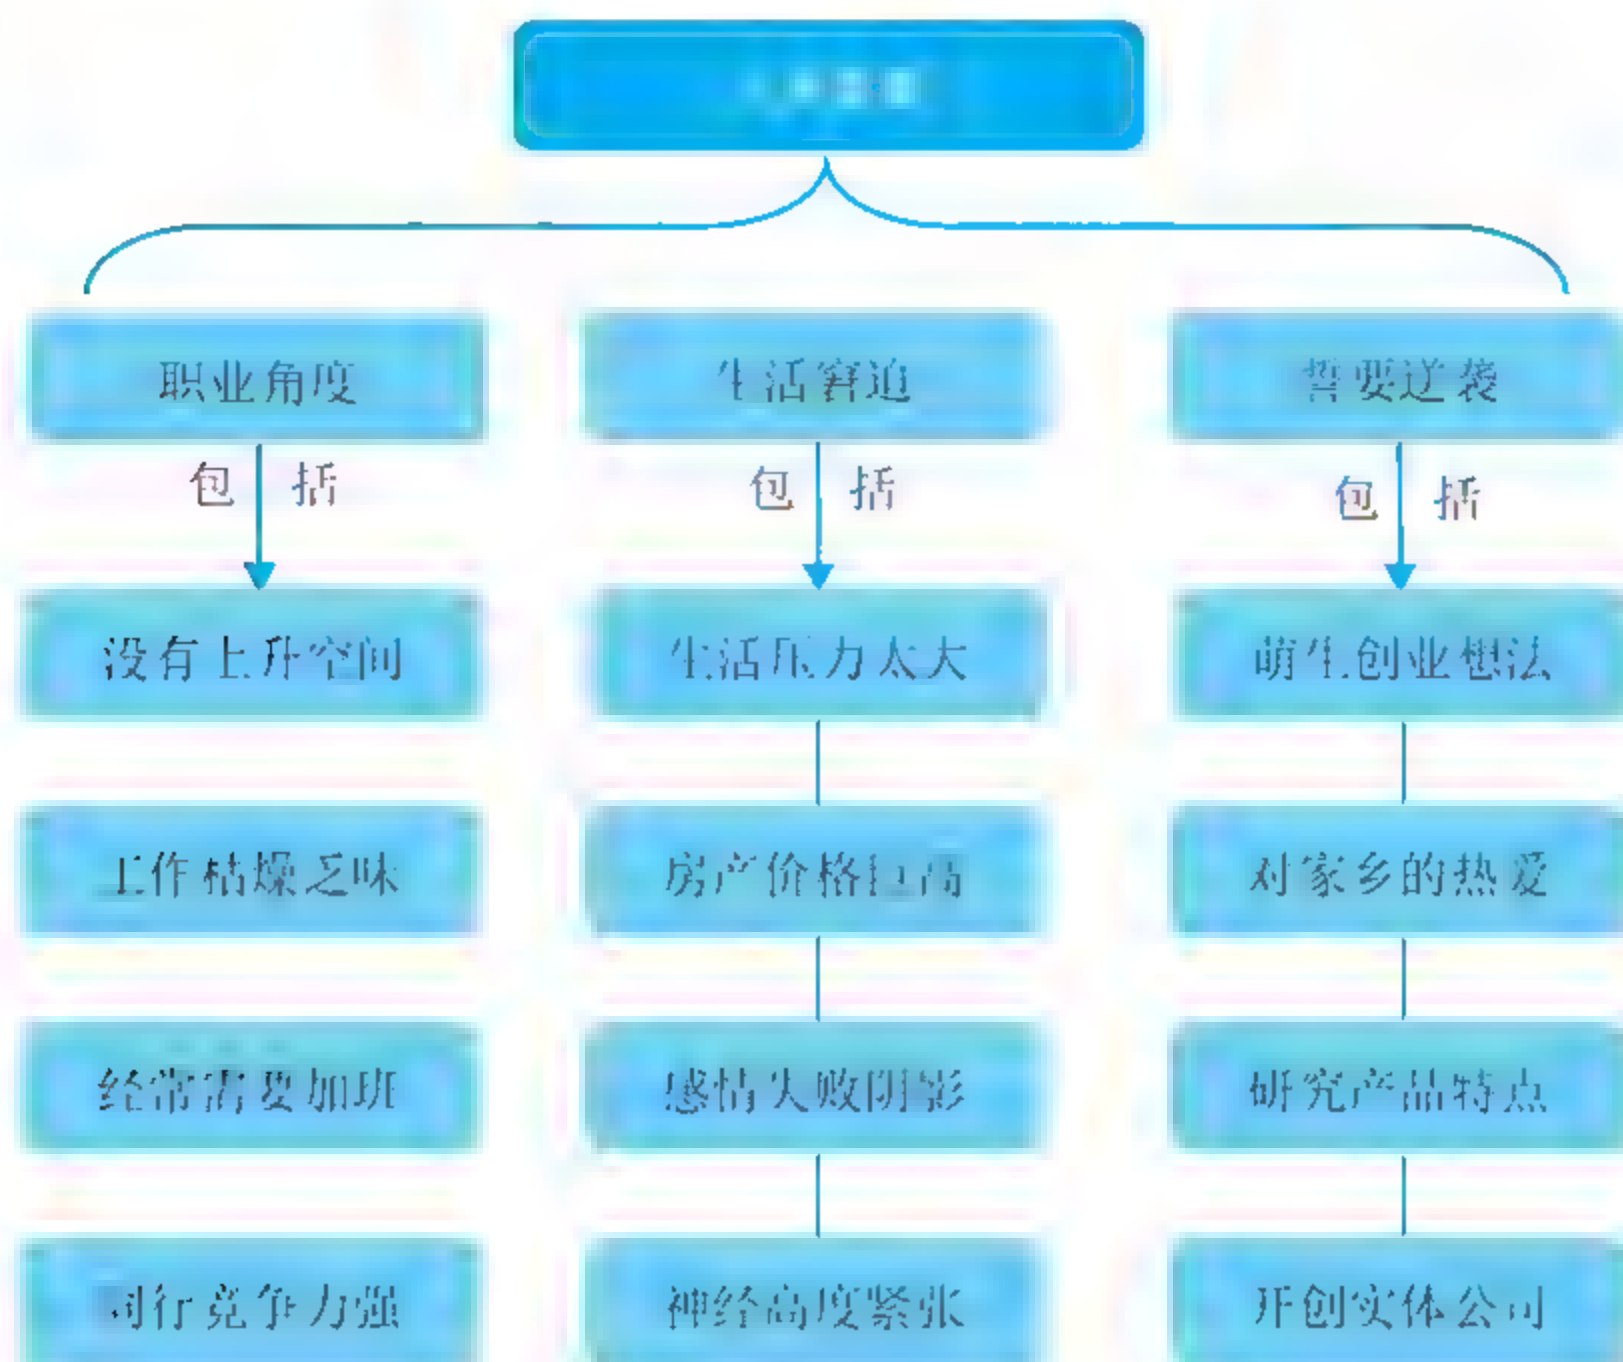 职业角度
生活窘迫
誓要逆袭
包括
包括
包括
没有上升空间
生活压力太大
萌生创业想法
工作枯燥乏味
房产价格巨高
对家乡的热爱
经常需要加班
感情失败阴影
研究产品特点
同行竞争力强
神经高度紧张
开创实体公司